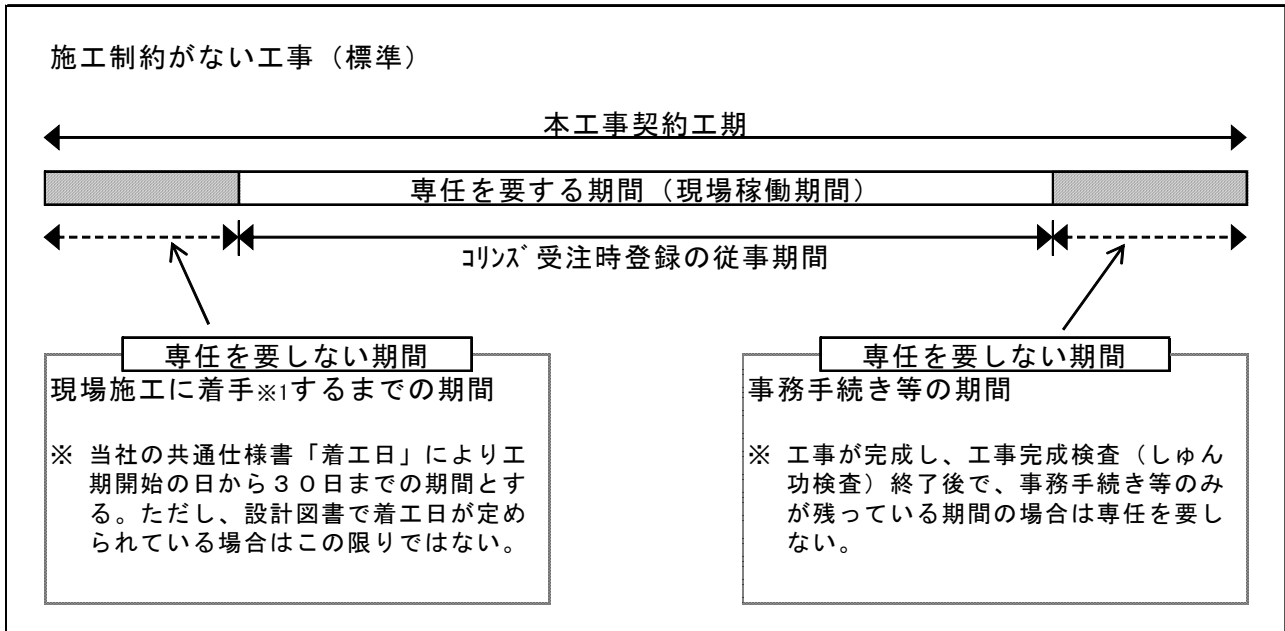 施工制約がない工事（標準）
本工事契約工期
専任を要する期間（現場稼働期間）
ｺﾘﾝｽﾞ受注時登録の従事期間
専任を要しない期間
現場施工に着手※1するまでの期間
※ 当社の共通仕様書「着工日」により工
期開始の日から３０日までの期間とす
る。ただし、設計図書で着工日が定め
られている場合はこの限りではない。
専任を要しない期間
事務手続き等の期間
※ 工事が完成し、工事完成検査（しゅん
功検査）終了後で、事務手続き等のみ
が残っている期間の場合は専任を要し
ない。